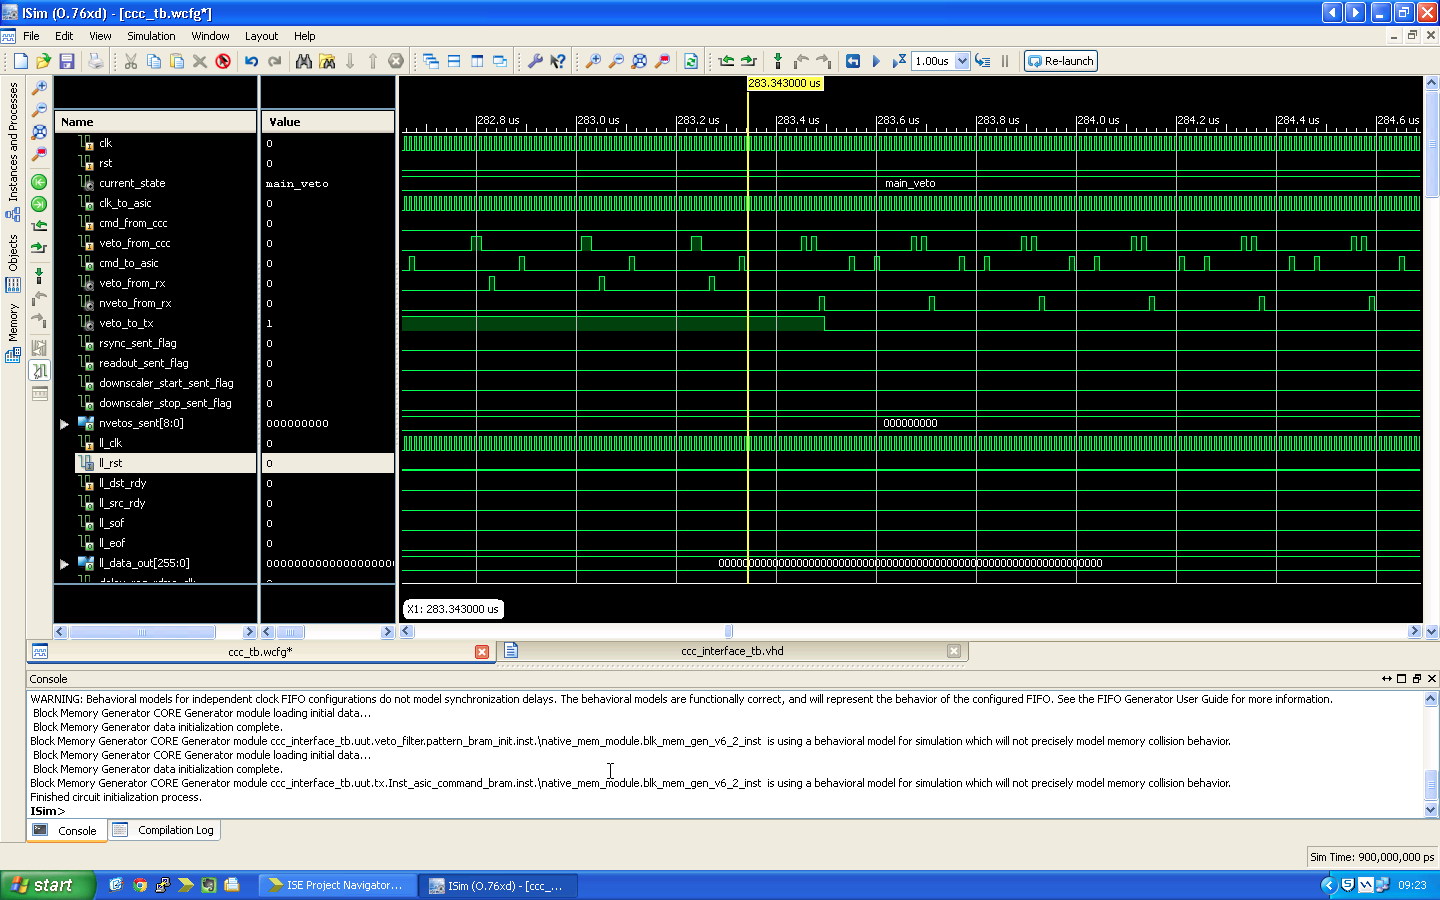 ISim (O.76xd) - [ccc_tb.wcfg*]
File Edit View Simulation Window Layout Help
1.00us Re-launch
283.343000 us
Name Value
282.8 us 283.0 us 283.2 us 283.4 us 283.6 us 283.8 us 284.0 us 284.2 us 284.4 us 284.6 us
clk 0
rst 0
current_state main_veto main_veto
clk_to_asic 0
cmd_from_ccc 0
veto_from_ccc 0
cmd_to_asic 0
veto_from_rx 0
nveto_from_rx 0
veto_to_tx 1
rsync_sent_flag 0
readout_sent_flag 0
downscaler_start_sent_flag 0
downscaler_stop_sent_flag 0
nvetos_sent[8:0] 000000000 000000000
ll_clk 0
ll_rst 0
ll_dst_rdy 0
ll_src_rdy 0
ll_sof 0
ll_eof 0
ll_data_out[255:0]
X1: 283.343000 us
Instances and Processes
Objects
Memory
ccc_tb.wcfg* ccc_interface_tb.vhd
Console
WARNING: Behavioral models for independent clock FIFO configurations do not model synchronization delays. The behavioral models are functionally correct, and will represent the behavior of the configured FIFO. See the FIFO Generator User Guide for more information.
Block Memory Generator CORE Generator module loading initial data...
Block Memory Generator data initialization complete.
Block Memory Generator CORE Generator module ccc_interface_tb.uut.veto_filter.pattern_bram_init.inst.\native_mem_module.blk_mem_gen_v6_2_inst is using a behavioral model for simulation which will not precisely model memory collision behavior.
Block Memory Generator CORE Generator module loading initial data...
Block Memory Generator data initialization complete.
Block Memory Generator CORE Generator module ccc_interface_tb.uut.tx.Inst_asic_command_bram.inst.\native_mem_module.blk_mem_gen_v6_2_inst is using a behavioral model for simulation which will not precisely model memory collision behavior.
Finished circuit initialization process.
ISim>
Console Compilation Log
Sim Time: 900,000,000 ps
start ISE Project Navigator... ISim (O.76xd) - [ccc_... 09:23